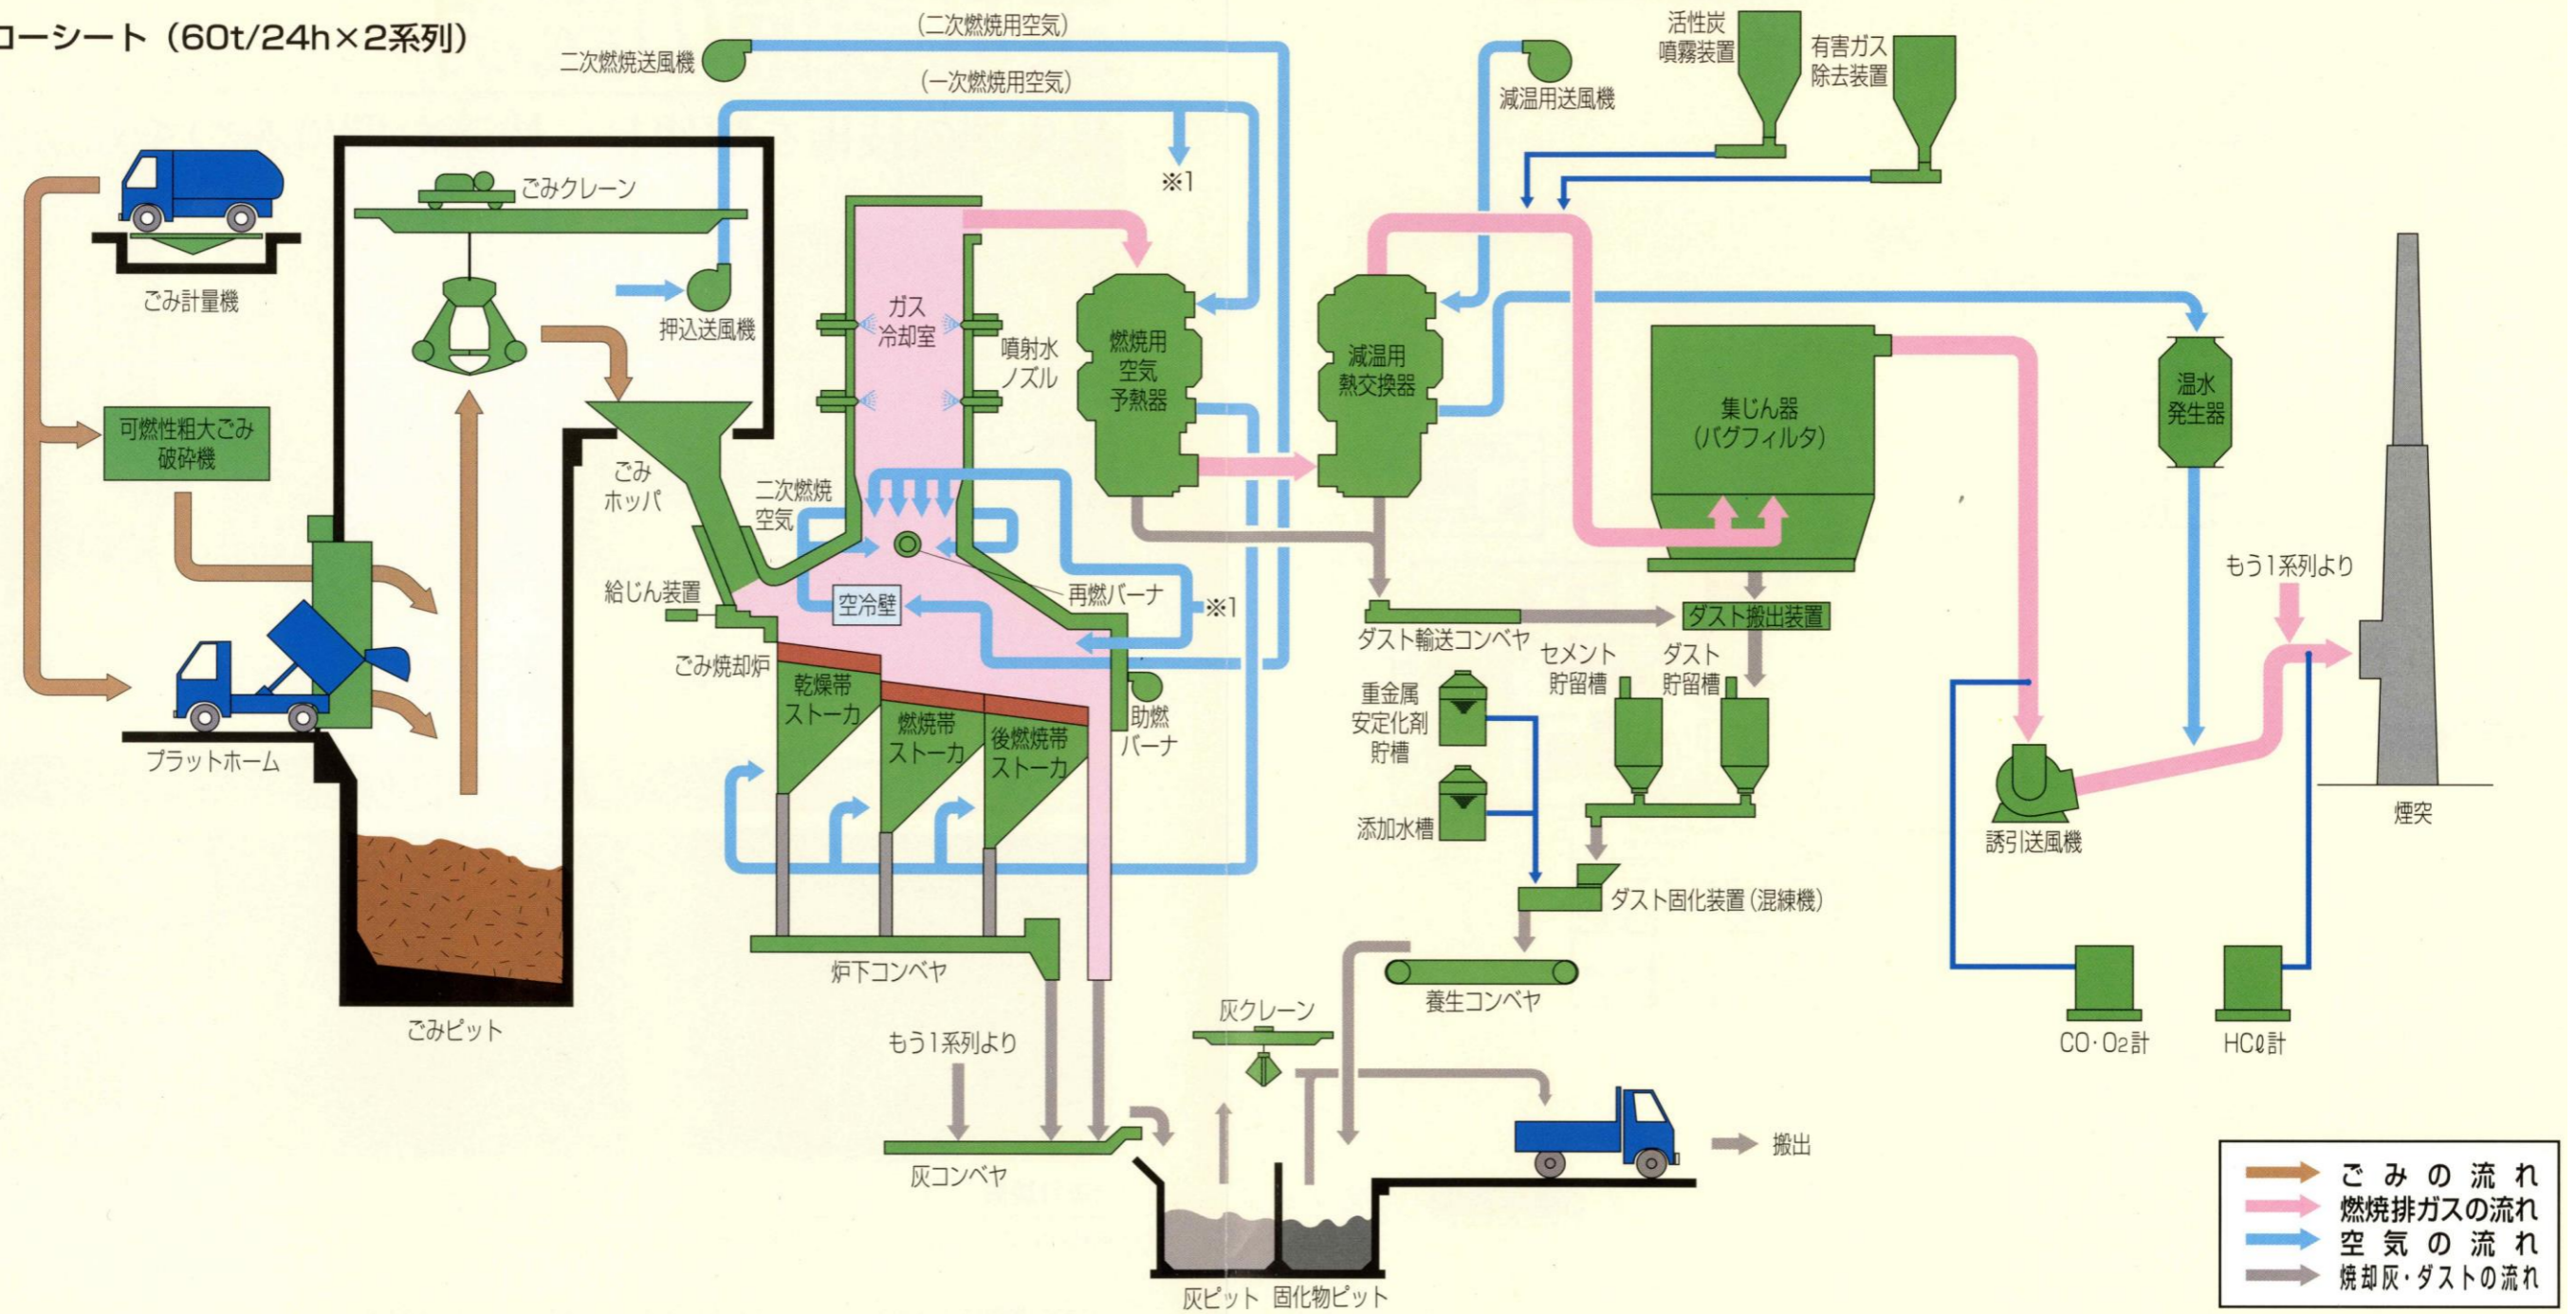 ローシート（60t/24h×2系列）
（二次燃焼用空気）
二次燃焼送風機
（一次燃焼用空気）
※1
減温用送風機
活性炭
噴霧装置
有害ガス
除去装置
ごみクレーン
ごみ計量機
押込送風機
可燃性粗大ごみ
破砕機
ごみ
ホッパ
プラットホーム
ごみピット
ガス
冷却室
噴射水
ノズル
二次燃焼
空気
給じん装置
空冷壁
再燃バーナ
※1
ごみ焼却炉
乾燥帯
ストーカ
燃焼帯
ストーカ
後燃焼帯
ストーカ
助燃
バーナ
炉下コンベヤ
もう1系列より
灰コンベヤ
燃焼用
空気
予熱器
減温用
熱交換器
集じん器
（バグフィルタ）
温水
発生器
ダスト輸送コンベヤ
ダスト搬出装置
重金属
安定化剤
貯槽
セメント
貯留槽
ダスト
貯留槽
添加水槽
ダスト固化装置（混練機）
養生コンベヤ
灰クレーン
灰ピット
固化物ピット
搬出
もう1系列より
誘引送風機
煙突
CO・O2計
HCℓ計
ごみの流れ
燃焼排ガスの流れ
空気の流れ
焼却灰・ダストの流れ